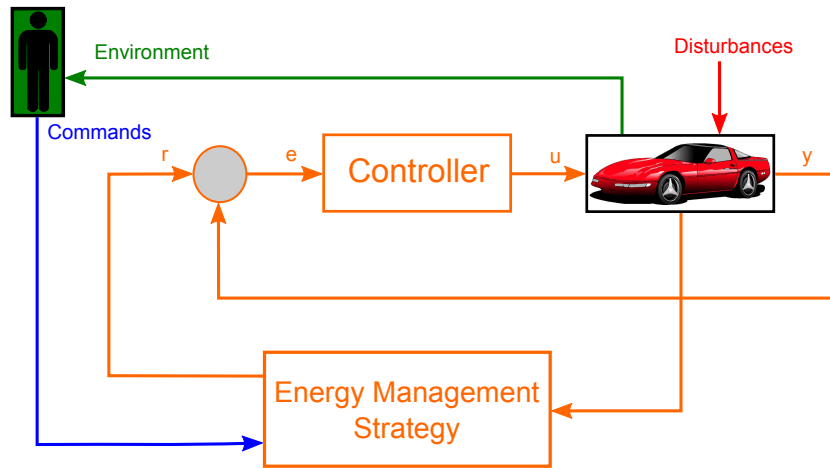 Disturbances
Environment
Commands
r
e
Controller
u
y
Energy Management
Strategy